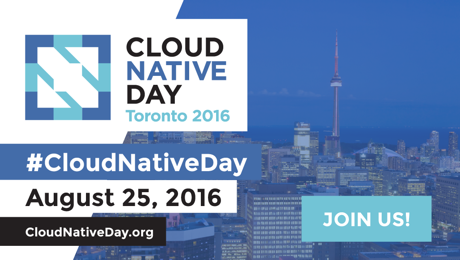 CLOUD
NATIVE
DAY
Toronto 2016
#CloudNativeDay
August 25, 2016
JOIN US!
CloudNativeDay.org